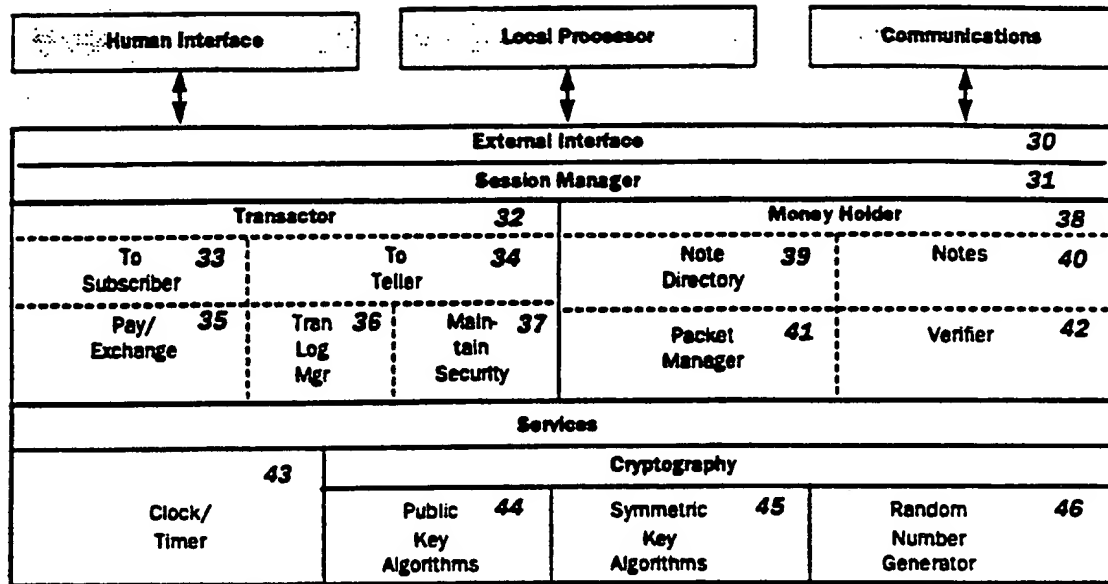 Human Interface
Local Processor
Communications
External Interface 30
Session Manager 31
Transactor 32
Money Holder 38
To Subscriber 33
To Teller 34
Note Directory 39
Notes 40
Pay/ Exchange 35
Tran Log Mgr 36
Main- tain Security 37
Packet Manager 41
Verifier 42
Services
43
Clock/ Timer
Cryptography
Public Key Algorithms 44
Symmetric Key Algorithms 45
Random Number Generator 46